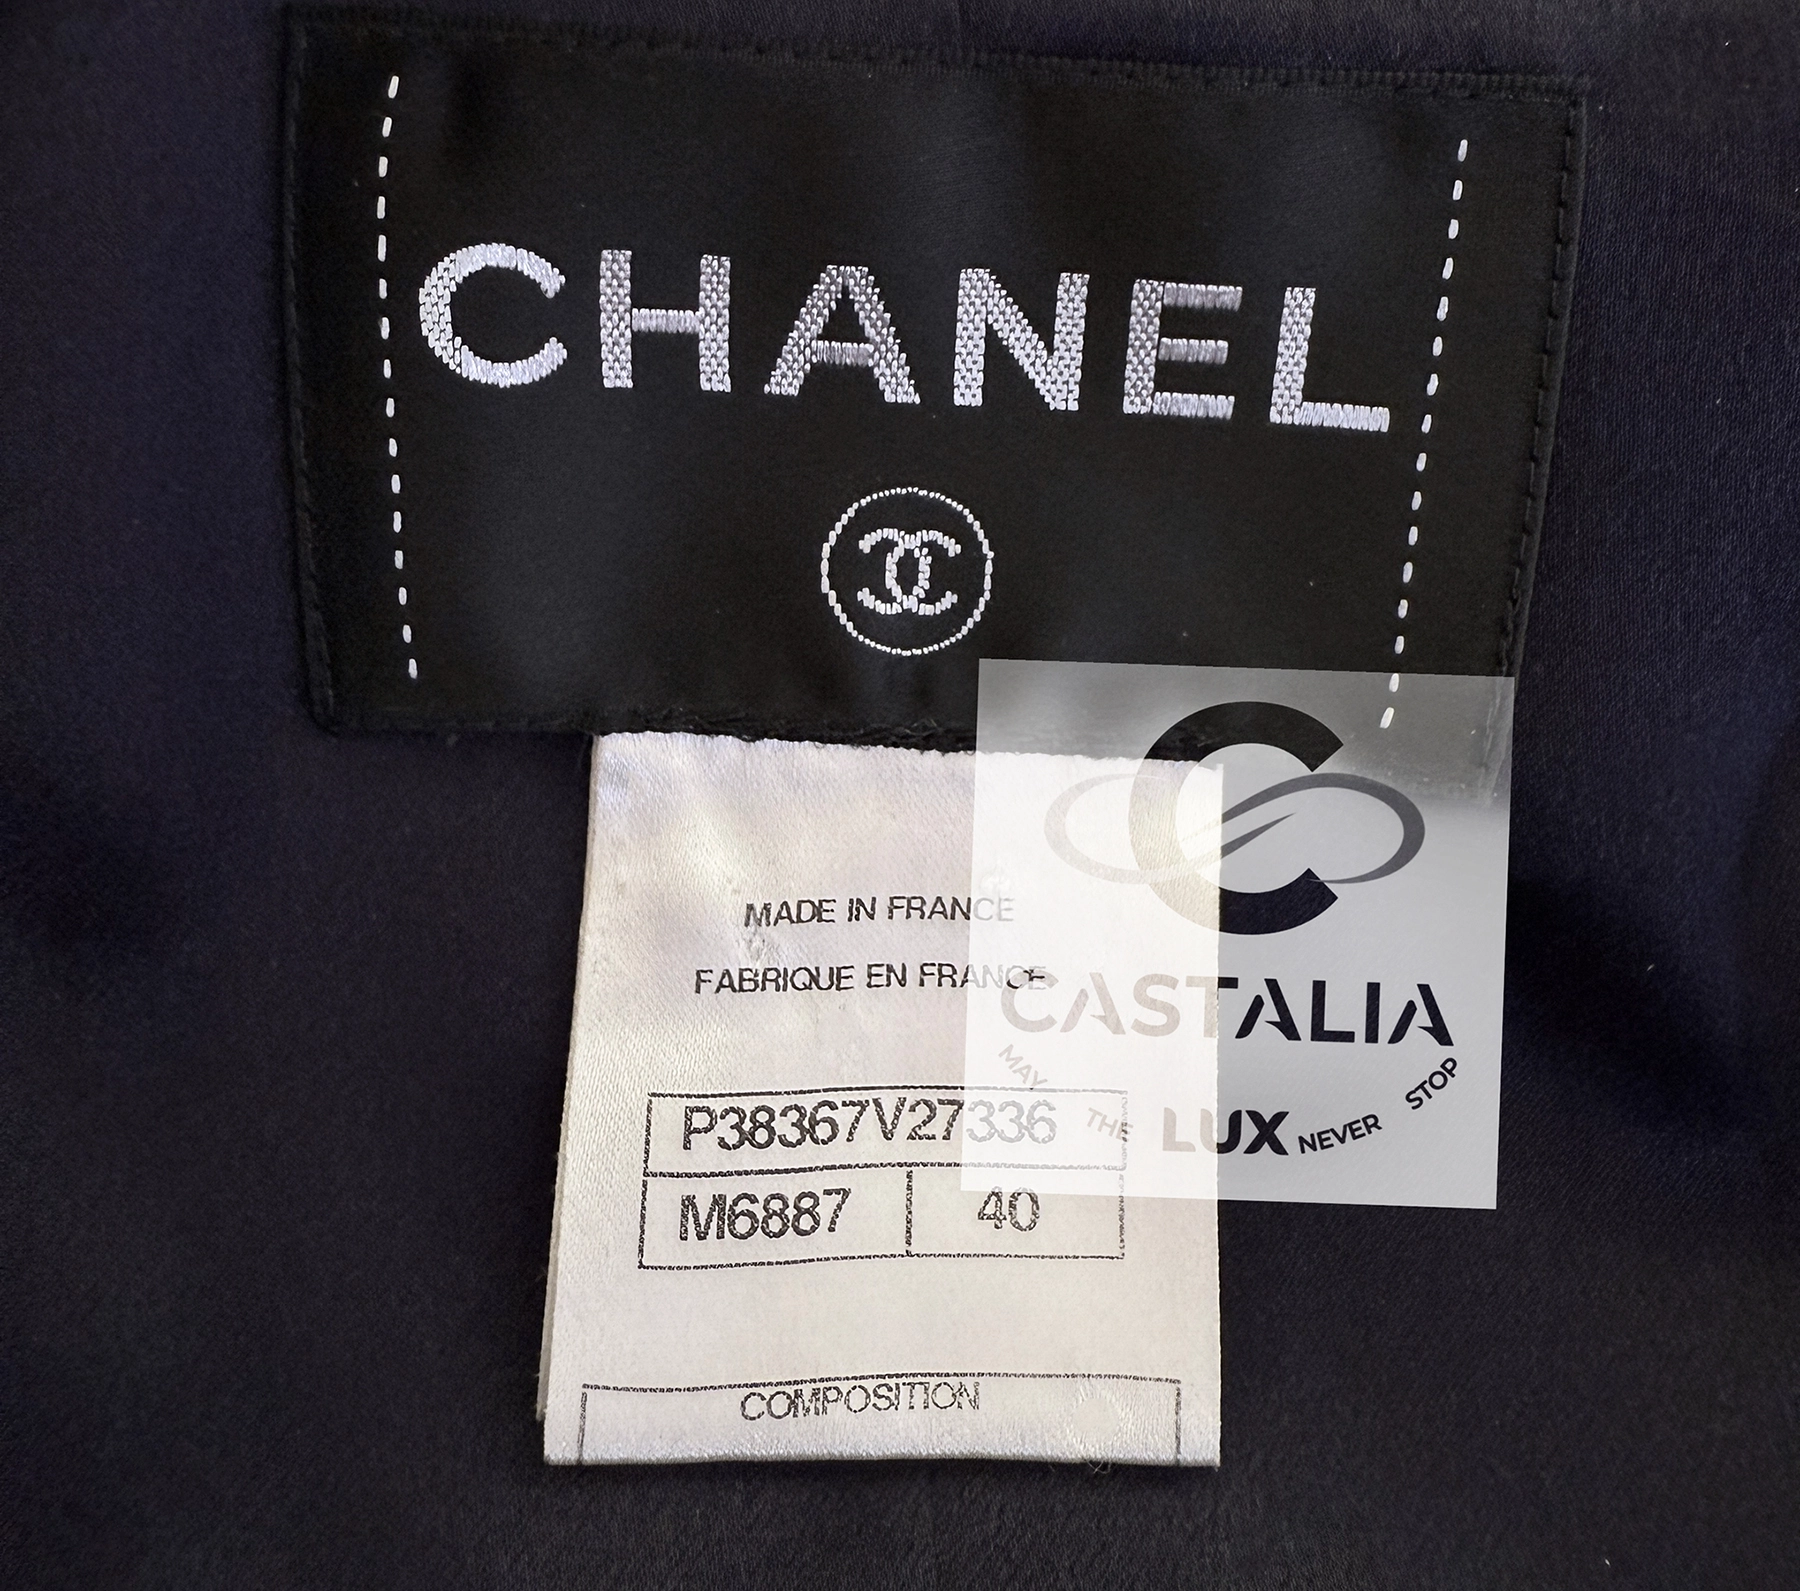 CHANEL
MADE IN FRANCE
FABRIQUE EN FRANCE
CASTALIA
MAY THE LUX NEVER STOP
P38367V27336
M6887 40
COMPOSITION